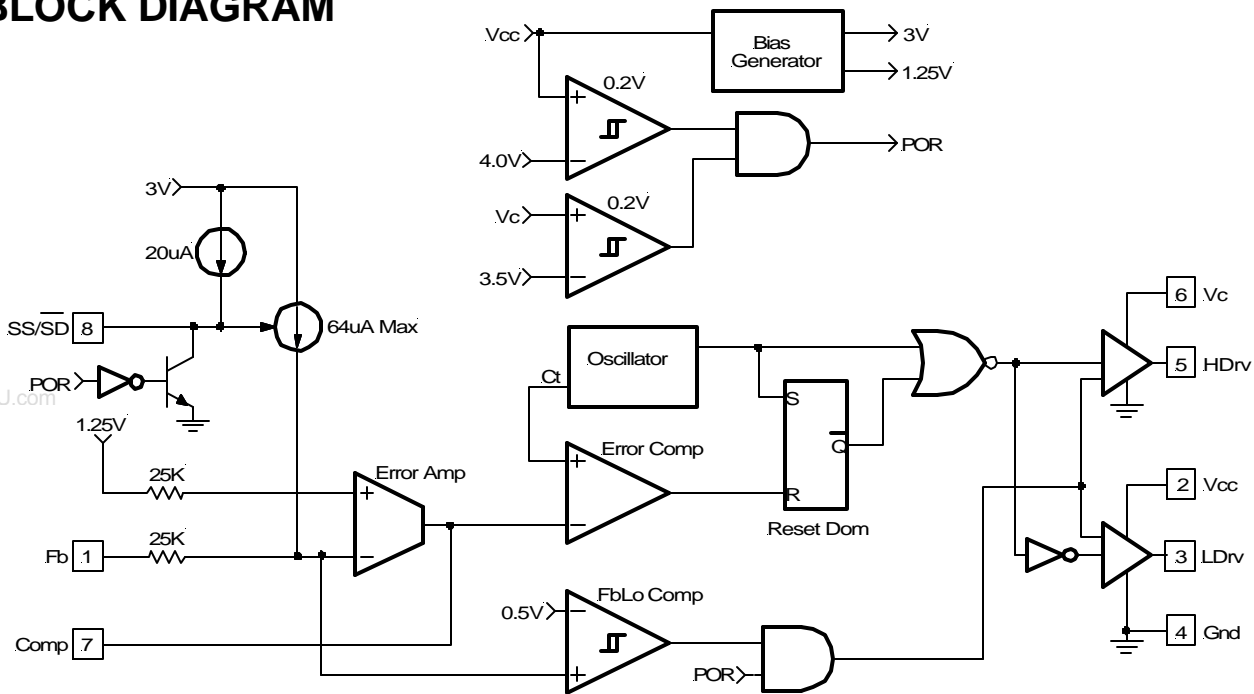 BLOCK DIAGRAM
Vcc
Bias
Generator
3V
1.25V
0.2V
+
4.0V
−
POR
3V
Vc
+
0.2V
20uA
3.5V
−
6 Vc
SS/SD 8
64uA Max
Oscillator
5 HDrv
Ct
POR
S
U.com
1.25V
Q
Error Comp
+
25K
Error Amp
+
R
2 Vcc
−
Reset Dom
25K
Fb 1
−
3 LDrv
FbLo Comp
0.5V
−
4 Gnd
Comp 7
+
POR